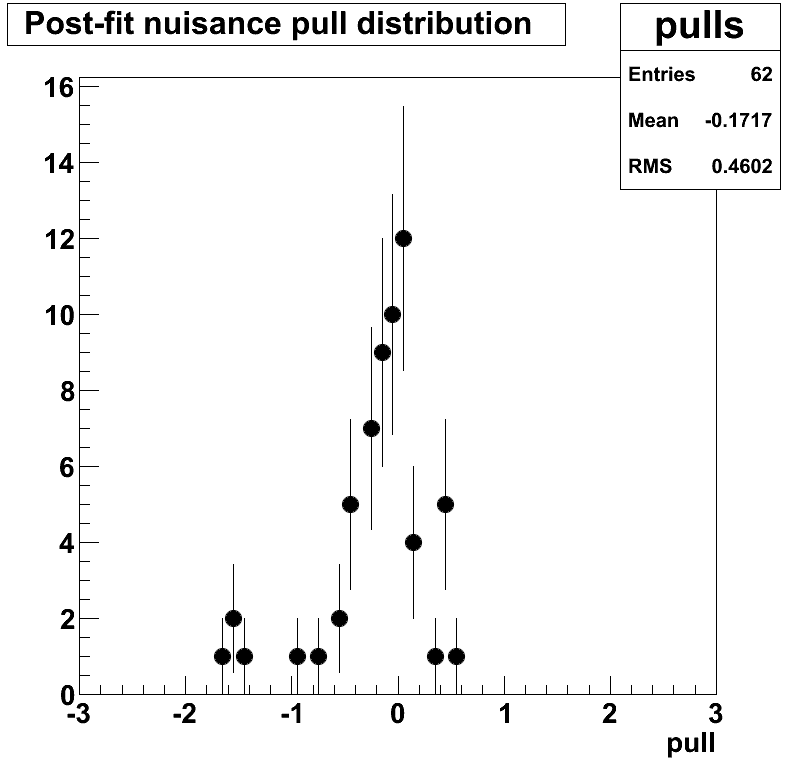 Post-fit nuisance pull distribution
pulls
Entries 62
Mean -0.1717
RMS 0.4602
16
14
12
10
8
6
4
2
0
-3 -2 -1 0 1 2 3
pull